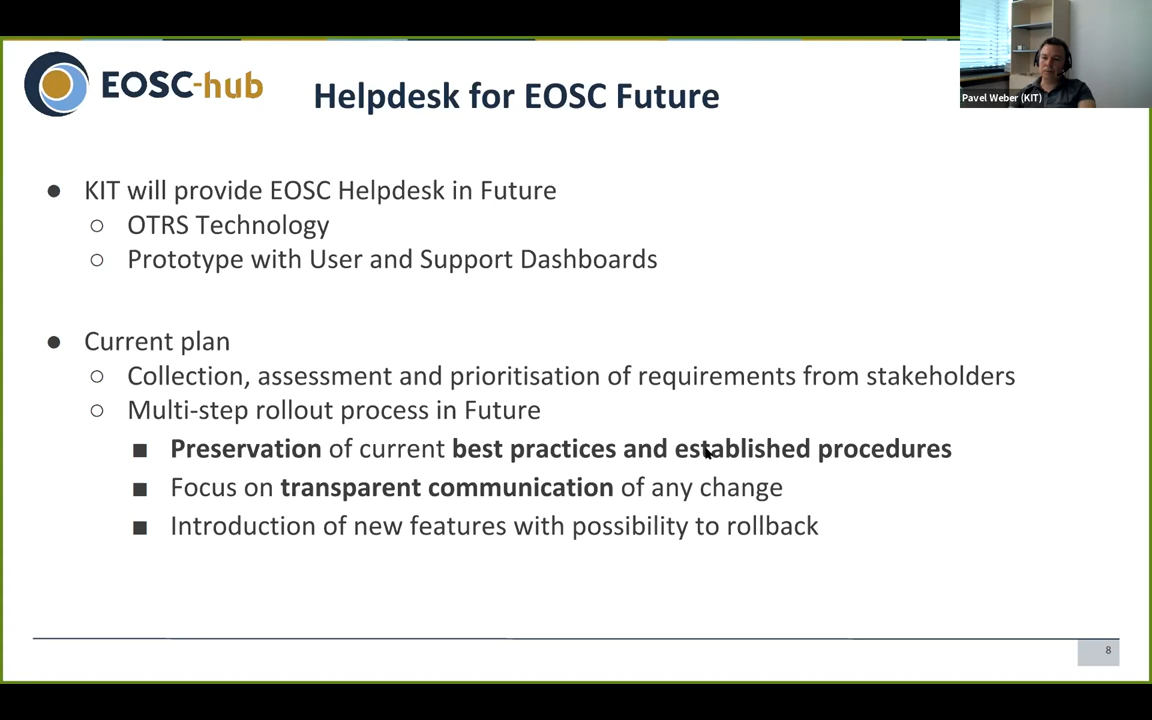 EOSC-hub
Helpdesk for EOSC Future
Pavel Weber (KIT)
● KIT will provide EOSC Helpdesk in Future
○ OTRS Technology
○ Prototype with User and Support Dashboards
● Current plan
○ Collection, assessment and prioritisation of requirements from stakeholders
○ Multi-step rollout process in Future
■ Preservation of current best practices and established procedures
■ Focus on transparent communication of any change
■ Introduction of new features with possibility to rollback
8